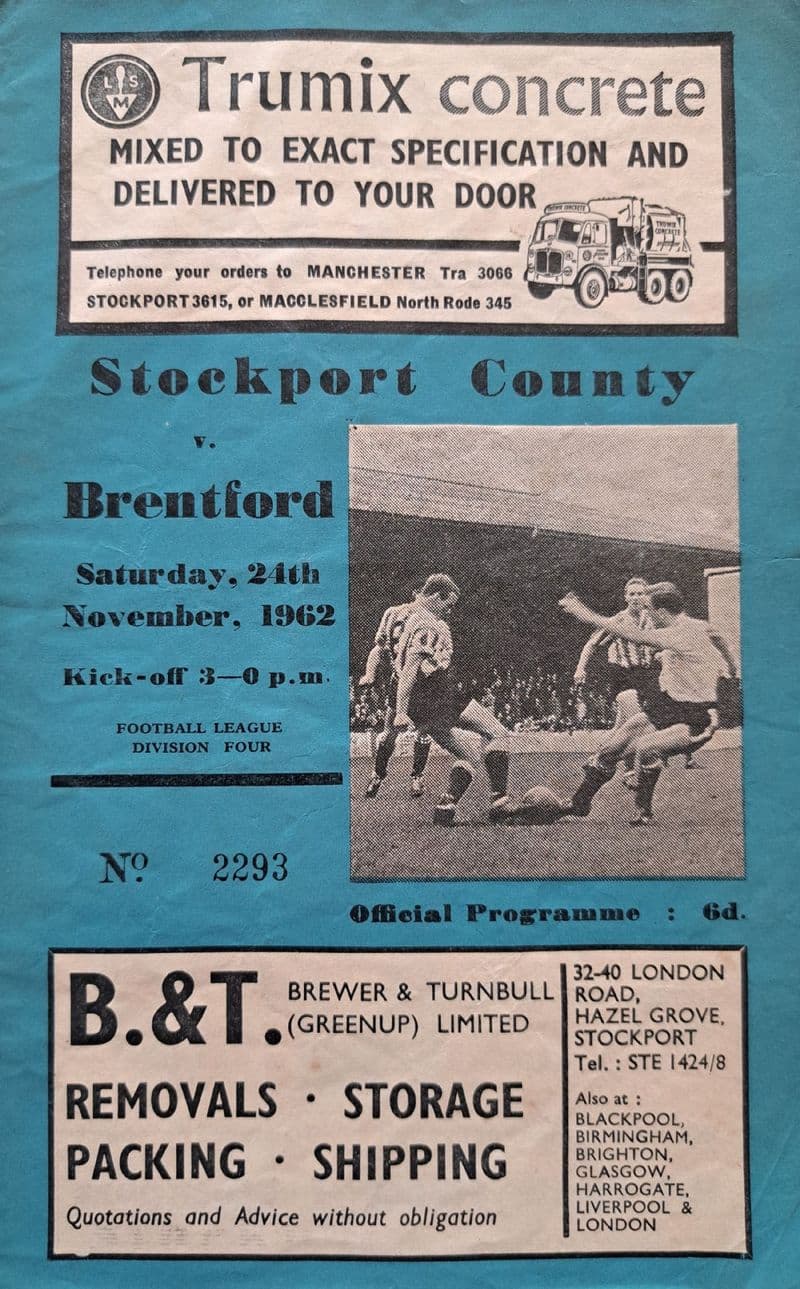 L S
M
Trumix concrete
MIXED TO EXACT SPECIFICATION AND
DELIVERED TO YOUR DOOR
TRUMIX CONCRETE
TRUMIX
CONCRETE
Telephone your orders to MANCHESTER Tra 3066
STOCKPORT 3615, or MACCLESFIELD North Rode 345
Stockport County
v.
Brentford
Saturday, 24th
November, 1962
Kick-off 3—0 p.m.
FOOTBALL LEAGUE
DIVISION FOUR
No. 2293
Official Programme : 6d.
B.&T.
BREWER & TURNBULL
(GREENUP) LIMITED
REMOVALS · STORAGE
PACKING · SHIPPING
Quotations and Advice without obligation
32-40 LONDON
ROAD,
HAZEL GROVE,
STOCKPORT
Tel. : STE 1424/8
Also at :
BLACKPOOL,
BIRMINGHAM,
BRIGHTON,
GLASGOW,
HARROGATE,
LIVERPOOL &
LONDON